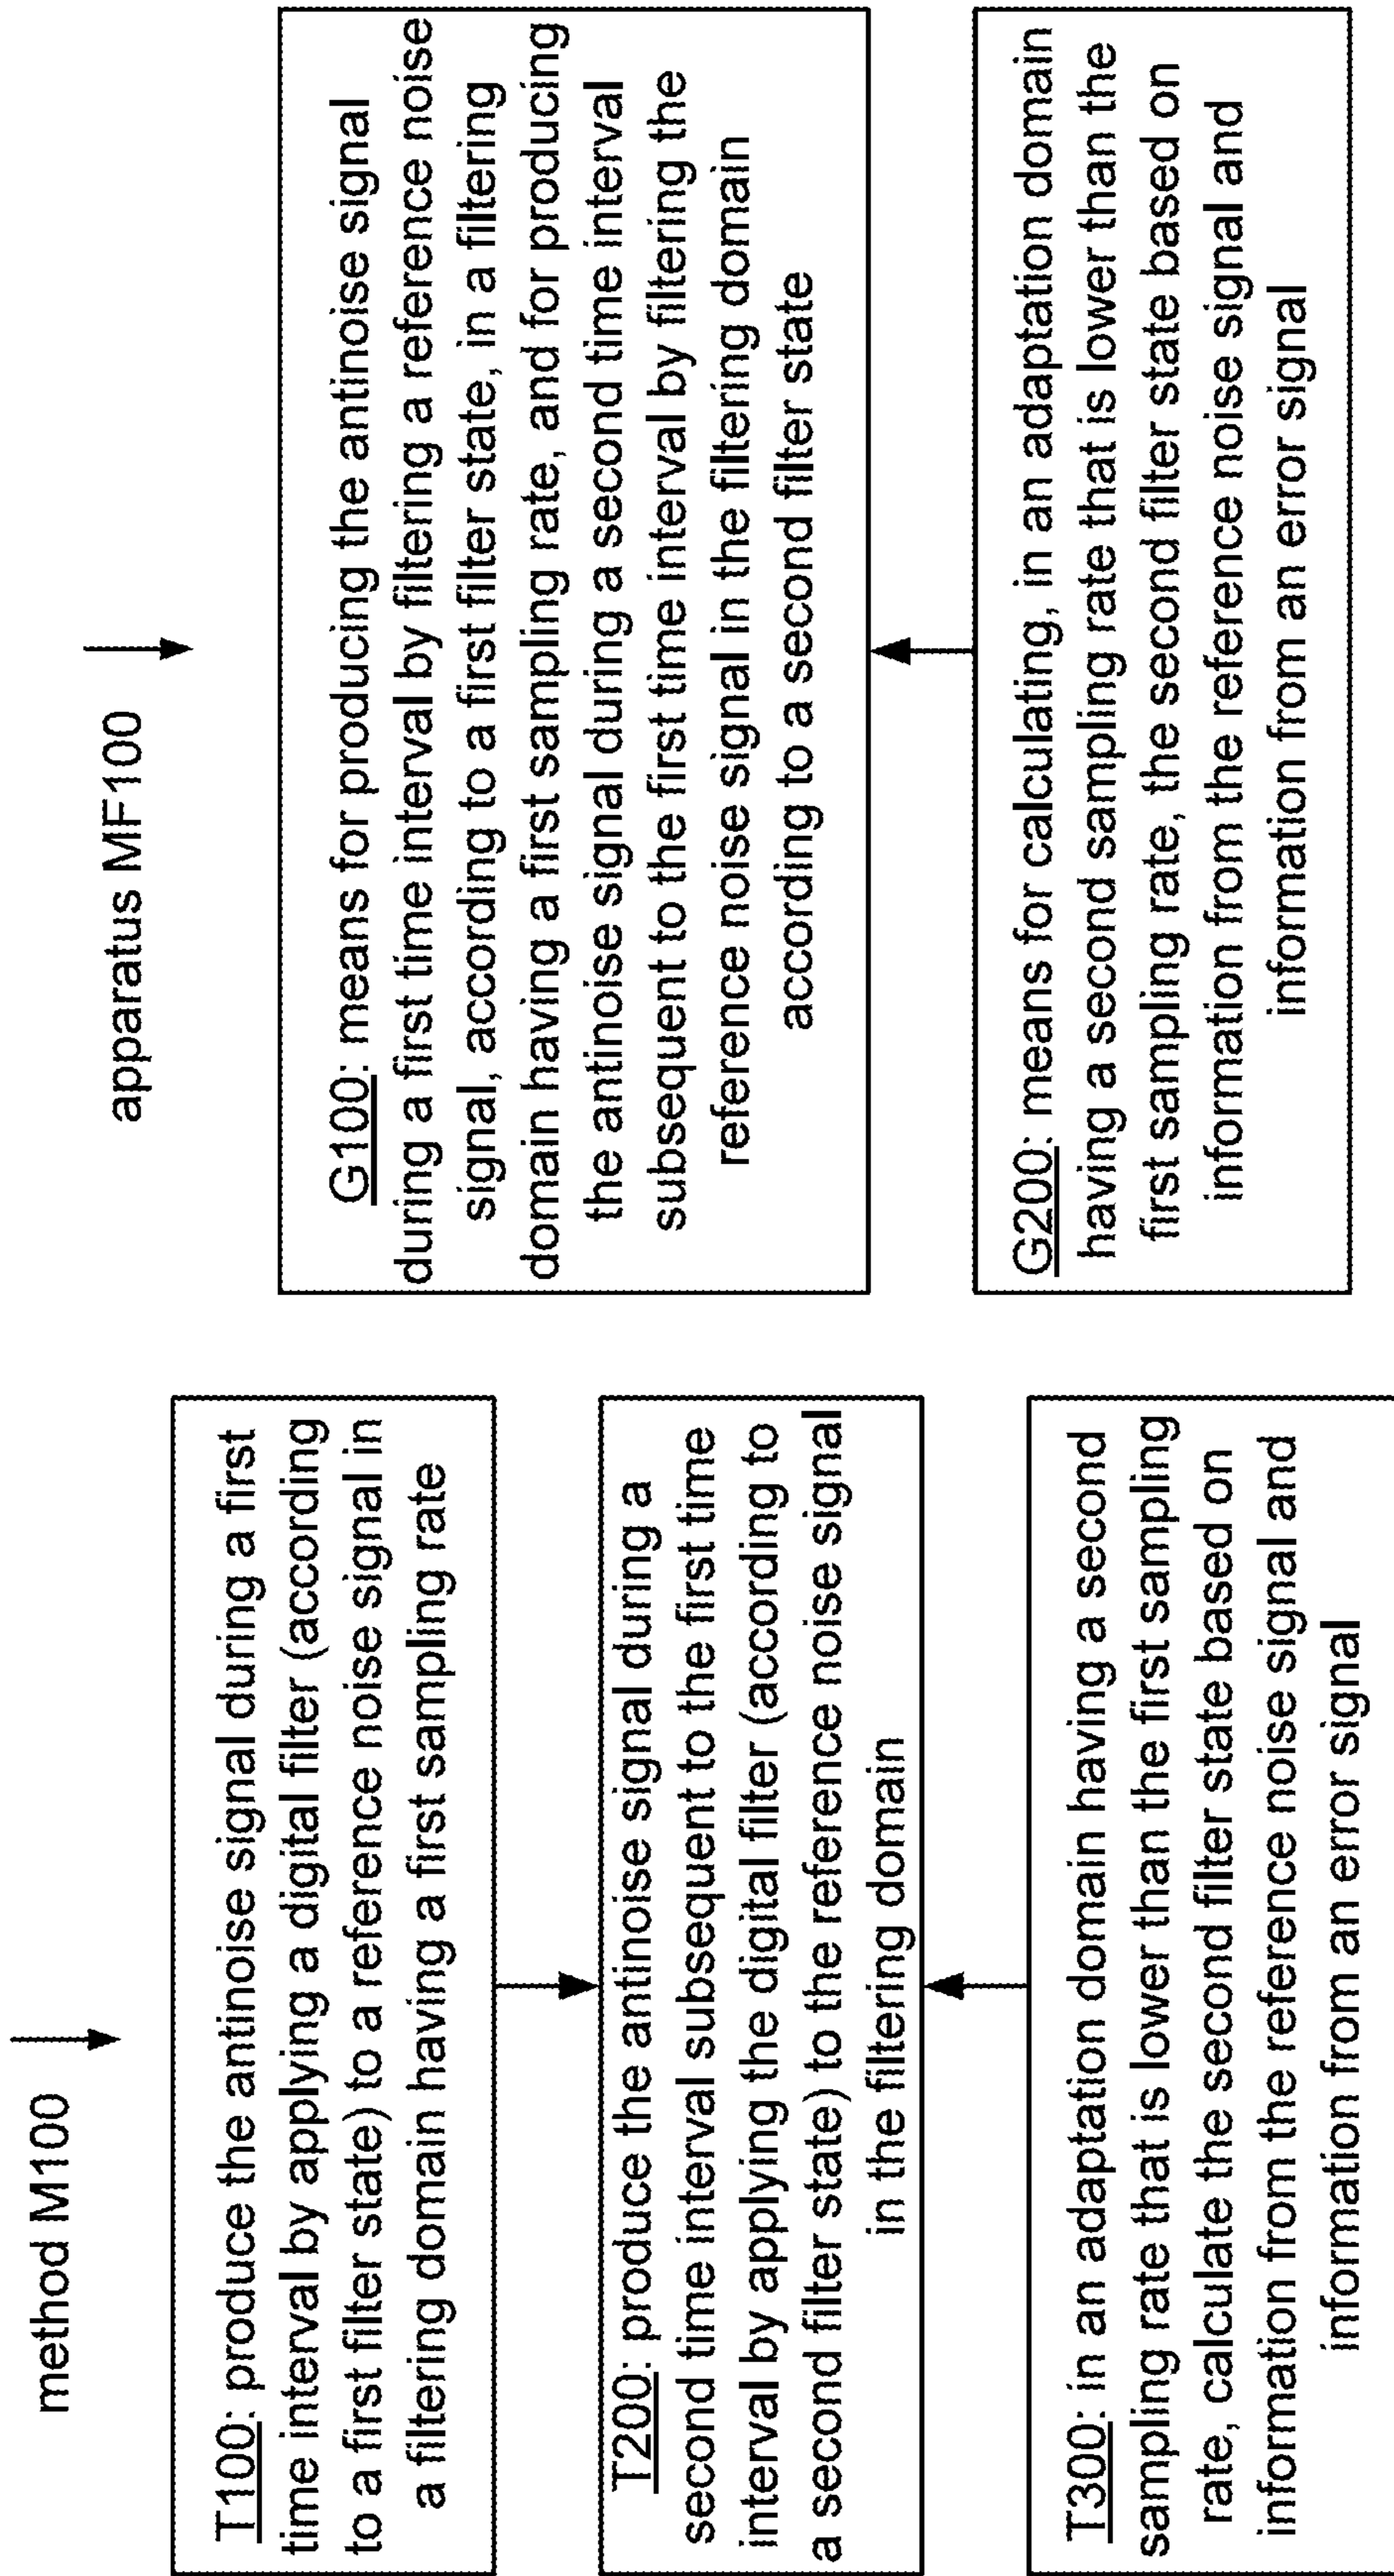 method M100
T100: produce the antinoise signal during a first
time interval by applying a digital filter (according
to a first filter state) to a reference noise signal in
a filtering domain having a first sampling rate
T200: produce the antinoise signal during a
second time interval subsequent to the first time
interval by applying the digital filter (according to
a second filter state) to the reference noise signal
in the filtering domain
T300: in an adaptation domain having a second
sampling rate that is lower than the first sampling
rate, calculate the second filter state based on
information from the reference noise signal and
information from an error signal
apparatus MF100
G100: means for producing the antinoise signal
during a first time interval by filtering a reference noise
signal, according to a first filter state, in a filtering
domain having a first sampling rate, and for producing
the antinoise signal during a second time interval
subsequent to the first time interval by filtering the
reference noise signal in the filtering domain
according to a second filter state
G200: means for calculating, in an adaptation domain
having a second sampling rate that is lower than the
first sampling rate, the second filter state based on
information from the reference noise signal and
information from an error signal